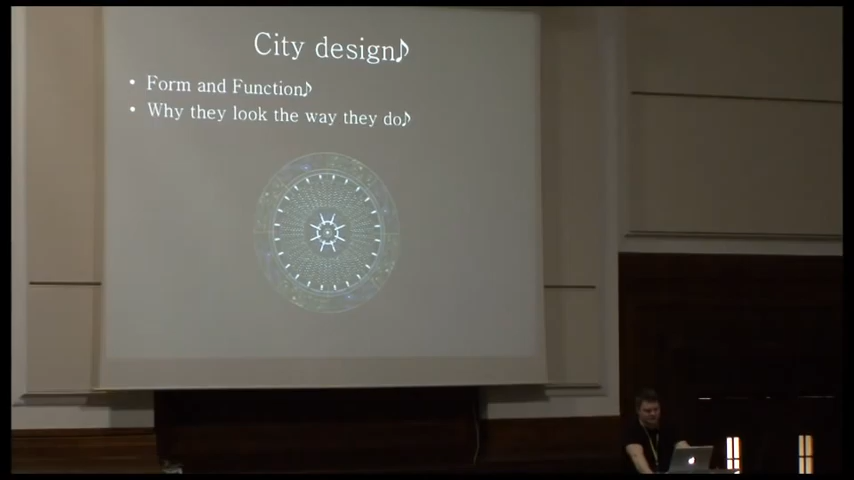 City design♪
• Form and Function♪
• Why they look the way they do♪